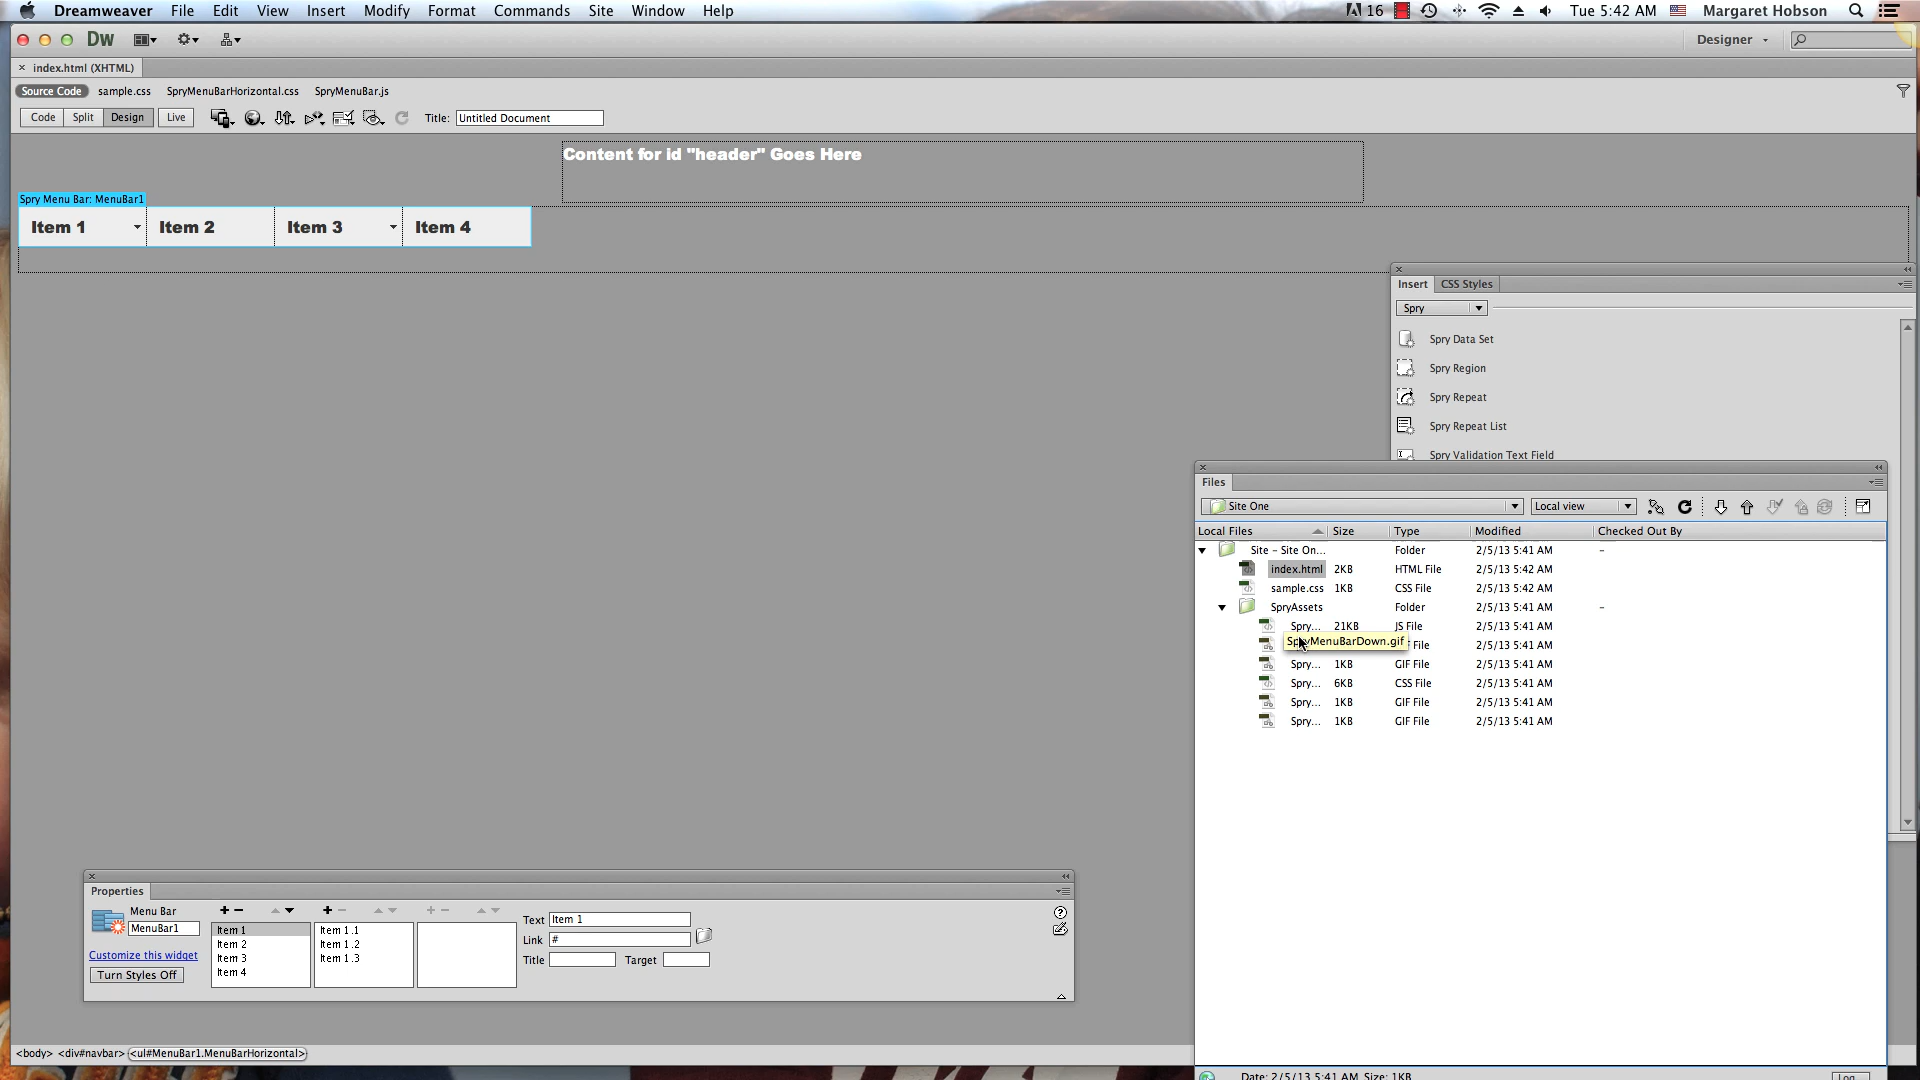 Dreamweaver File Edit View Insert Modify Format Commands Site Window Help 16 Tue 5:42 AM Margaret Hobson
Dw Designer
index.html (XHTML)
Source Code sample.css SpryMenuBarHorizontal.css SpryMenuBar.js
Code Split Design Live Title: Untitled Document
Content for id "header" Goes Here
Spry Menu Bar: MenuBar1
Item 1 Item 2 Item 3 Item 4
Insert CSS Styles
Spry
Spry Data Set
Spry Region
Spry Repeat
Spry Repeat List
Spry Validation Text Field
Files
Site One Local view
Local Files Size Type Modified Checked Out By
Site - Site On... Folder 2/5/13 5:41 AM -
index.html 2KB HTML File 2/5/13 5:42 AM
sample.css 1KB CSS File 2/5/13 5:42 AM
SpryAssets Folder 2/5/13 5:41 AM -
Spry... 21KB JS File 2/5/13 5:41 AM
SpryMenuBarDown.gif File 2/5/13 5:41 AM
Spry... 1KB GIF File 2/5/13 5:41 AM
Spry... 6KB CSS File 2/5/13 5:41 AM
Spry... 1KB GIF File 2/5/13 5:41 AM
Spry... 1KB GIF File 2/5/13 5:41 AM
Properties
Menu Bar
MenuBar1
Customize this widget
Turn Styles Off
Item 1
Item 2
Item 3
Item 4
Item 1.1
Item 1.2
Item 1.3
Text Item 1
Link #
Title Target
<body> <div#navbar> <ul#MenuBar1.MenuBarHorizontal>
Date: 2/5/13 5:41 AM Size: 1KB Log...